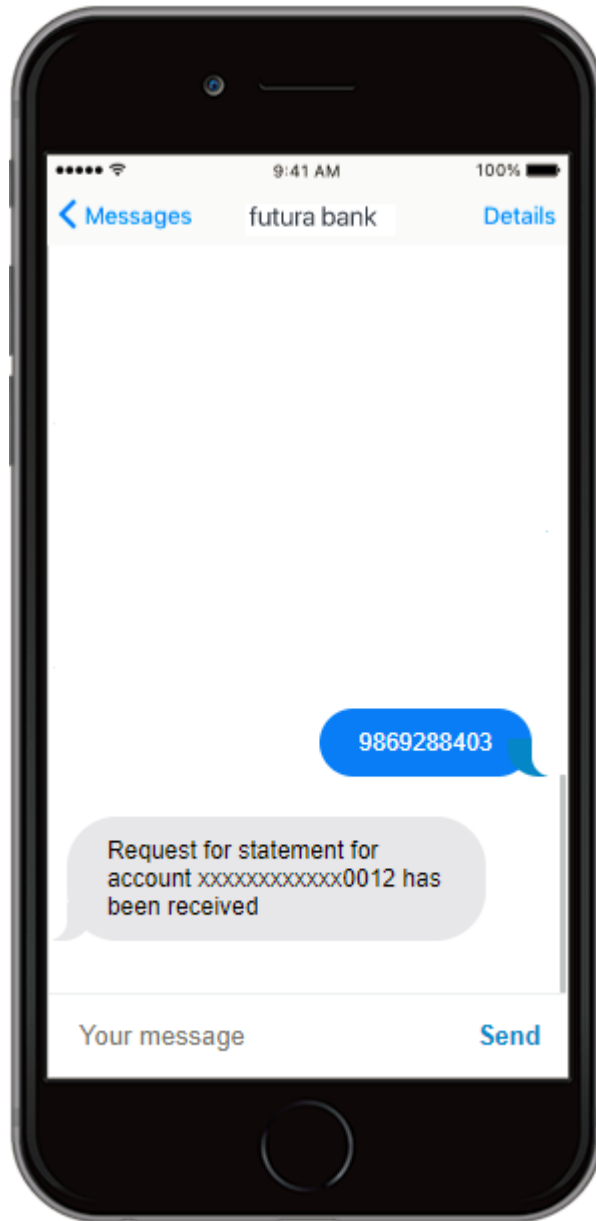 9:41 AM 100%
Messages futura bank Details
9869288403
Request for statement for
account xxxxxxxxxxxx0012 has
been received
Your message Send